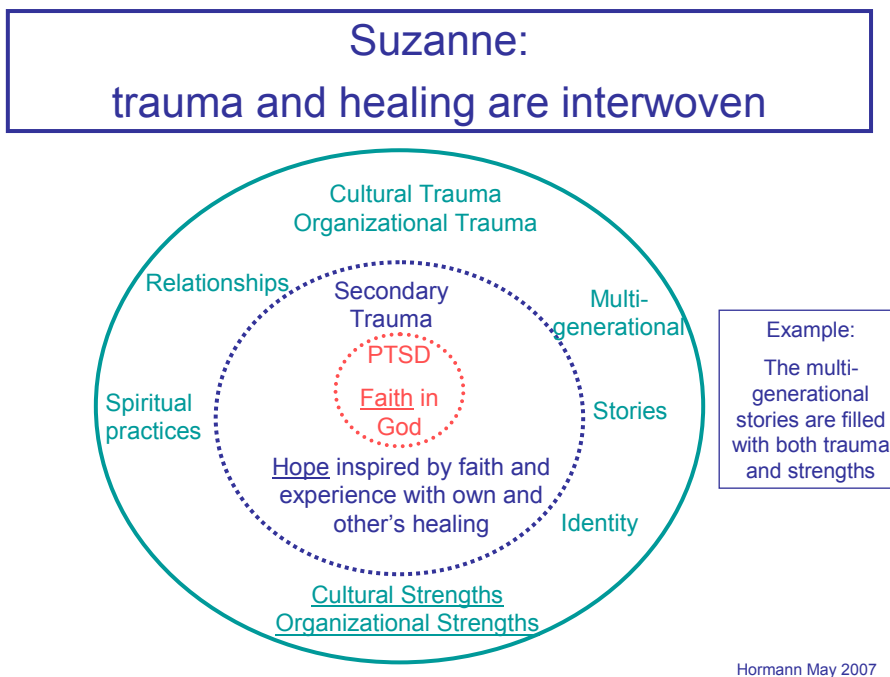 Suzanne:
trauma and healing are interwoven
Cultural Trauma
Organizational Trauma
Relationships
Secondary
Trauma
Multi-
generational
PTSD
Faith in
God
Spiritual
practices
Stories
Hope inspired by faith and
experience with own and
other's healing
Identity
Cultural Strengths
Organizational Strengths
Example:
The multi-
generational
stories are filled
with both trauma
and strengths
Hormann May 2007